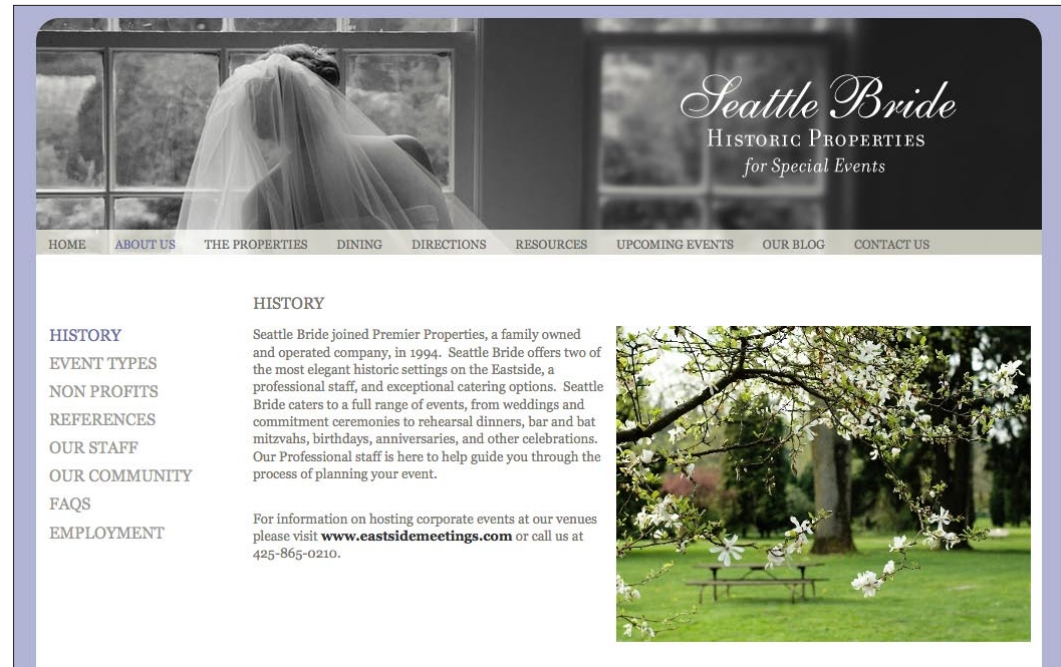 Seattle Bride
HISTORIC PROPERTIES
for Special Events
HOME ABOUT US THE PROPERTIES DINING DIRECTIONS RESOURCES UPCOMING EVENTS OUR BLOG CONTACT US
HISTORY
EVENT TYPES
NON PROFITS
REFERENCES
OUR STAFF
OUR COMMUNITY
FAQS
EMPLOYMENT
HISTORY
Seattle Bride joined Premier Properties, a family owned
and operated company, in 1994. Seattle Bride offers two of
the most elegant historic settings on the Eastside, a
professional staff, and exceptional catering options. Seattle
Bride caters to a full range of events, from weddings and
commitment ceremonies to rehearsal dinners, bar and bat
mitzvahs, birthdays, anniversaries, and other celebrations.
Our Professional staff is here to help guide you through the
process of planning your event.
For information on hosting corporate events at our venues
please visit www.eastsidemeetings.com or call us at
425-865-0210.